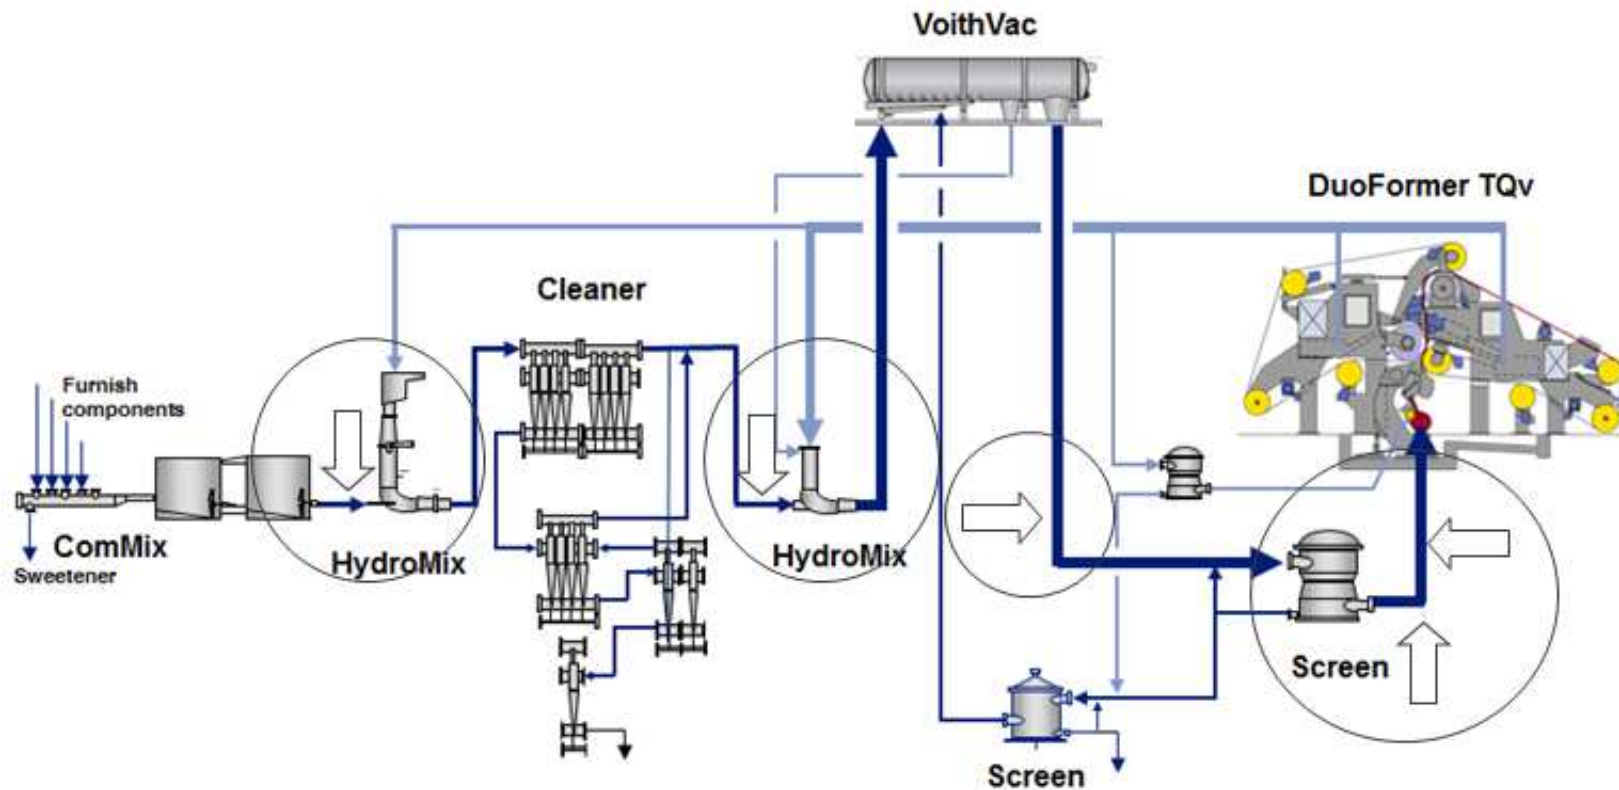 VoithVac
DuoFormer TQv
Cleaner
Furnish
components
ComMix
Sweetener
HydroMix
HydroMix
Screen
Screen